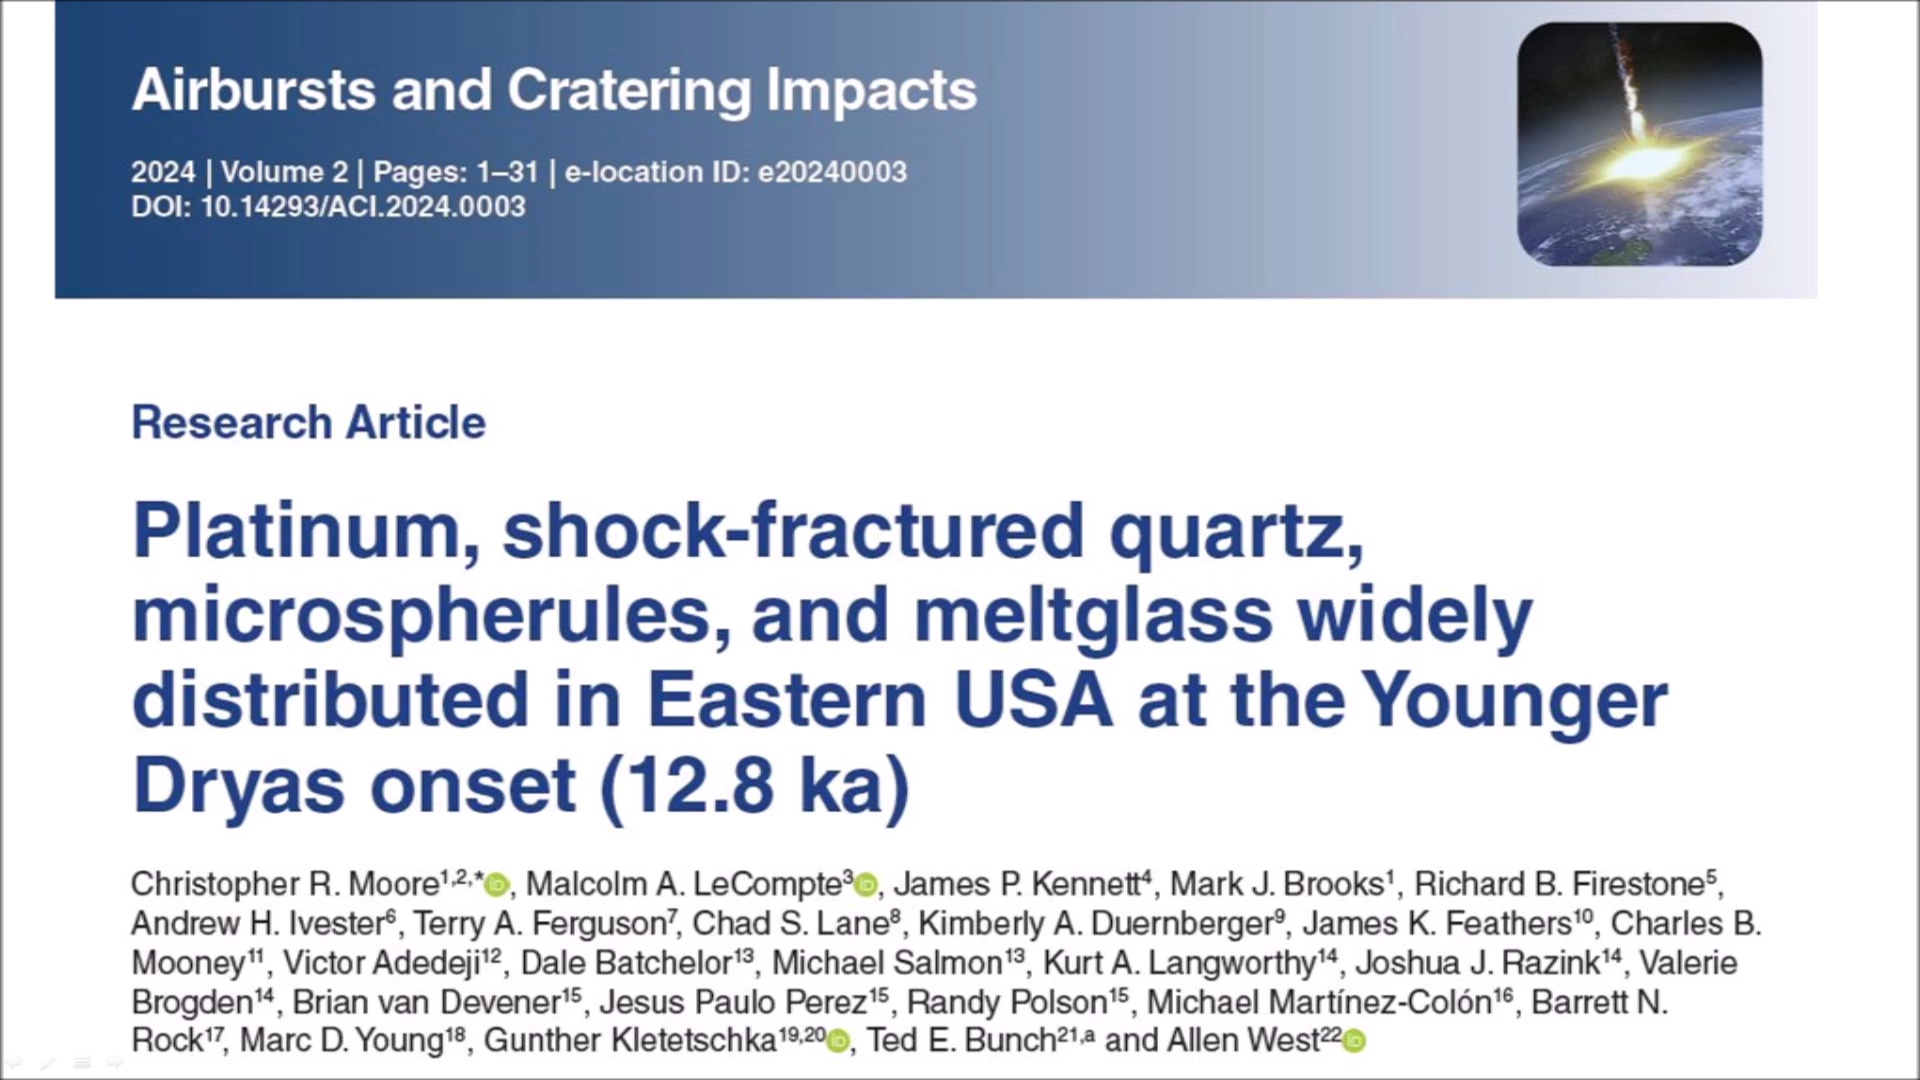 Airbursts and Cratering Impacts
2024 | Volume 2 | Pages: 1–31 | e-location ID: e20240003
DOI: 10.14293/ACI.2024.0003
Research Article
Platinum, shock-fractured quartz,
microspherules, and meltglass widely
distributed in Eastern USA at the Younger
Dryas onset (12.8 ka)
Christopher R. Moore¹,²,* iD, Malcolm A. LeCompte³ iD, James P. Kennett⁴, Mark J. Brooks¹, Richard B. Firestone⁵,
Andrew H. Ivester⁶, Terry A. Ferguson⁷, Chad S. Lane⁸, Kimberly A. Duernberger⁹, James K. Feathers¹⁰, Charles B.
Mooney¹¹, Victor Adedeji¹², Dale Batchelor¹³, Michael Salmon¹³, Kurt A. Langworthy¹⁴, Joshua J. Razink¹⁴, Valerie
Brogden¹⁴, Brian van Devener¹⁵, Jesus Paulo Perez¹⁵, Randy Polson¹⁵, Michael Martínez-Colón¹⁶, Barrett N.
Rock¹⁷, Marc D. Young¹⁸, Gunther Kletetschka¹⁹,²⁰ iD, Ted E. Bunch²¹,ᵃ and Allen West²² iD